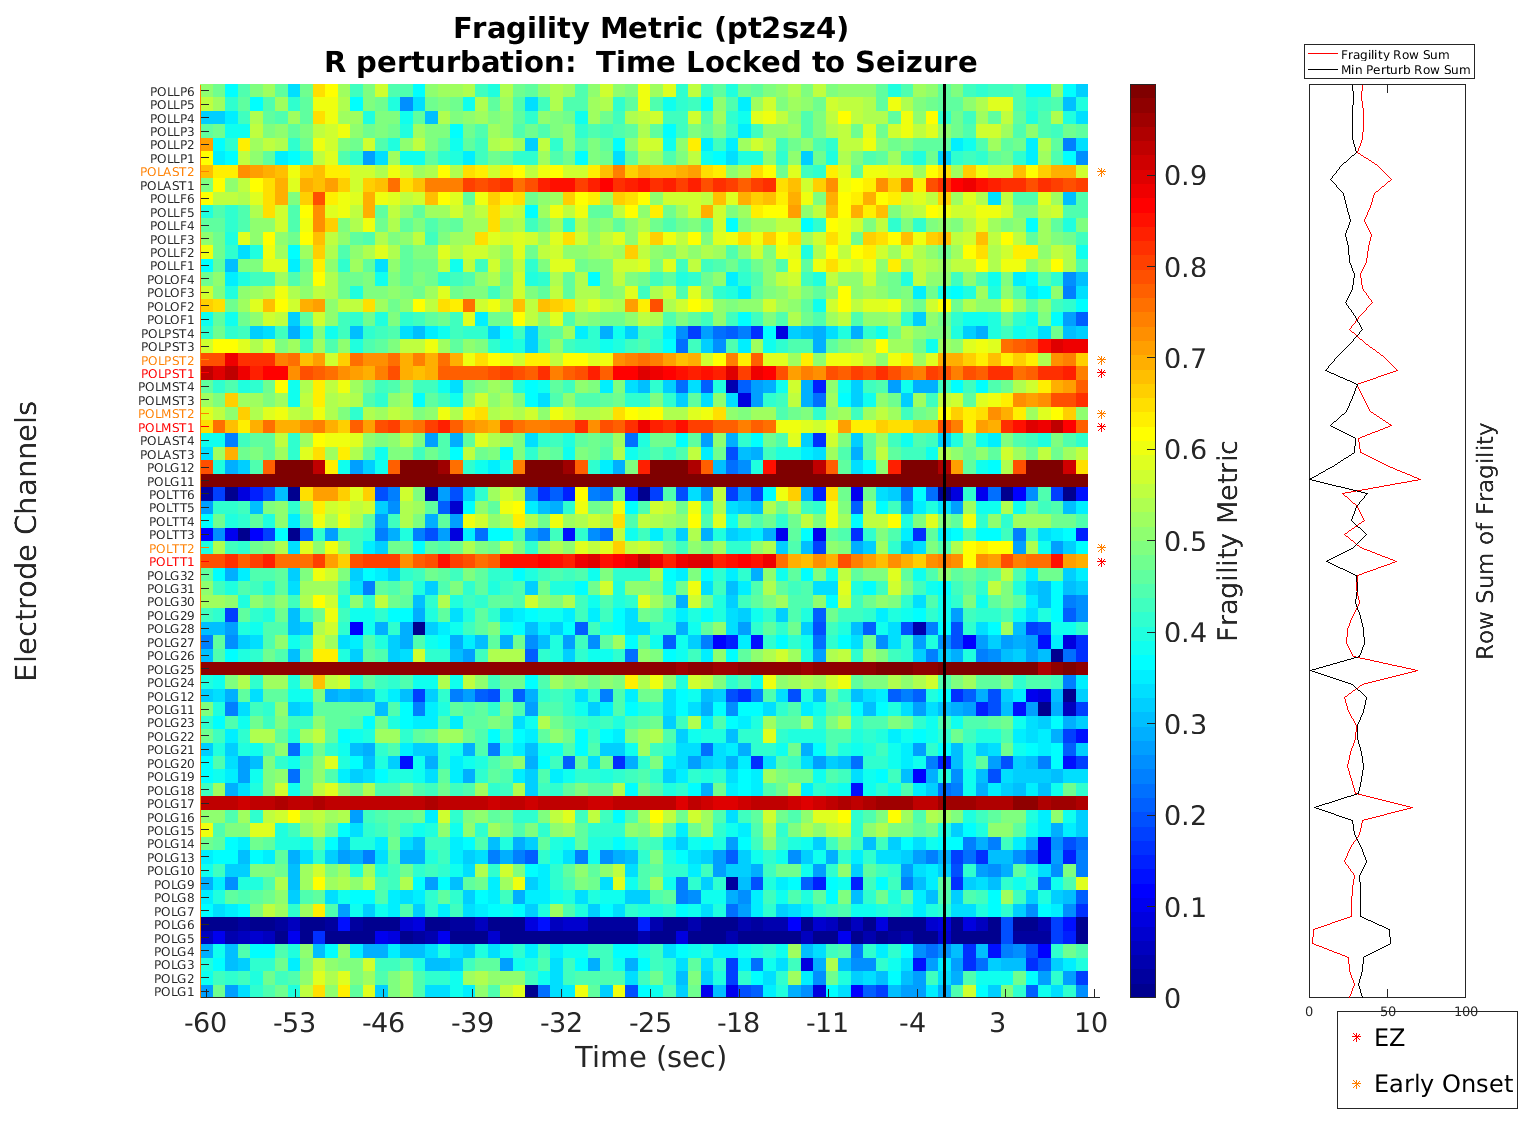 Fragility Metric (pt2sz4)
R perturbation:  Time Locked to Seizure
Fragility Row Sum
Min Perturb Row Sum
Electrode Channels
POLLP6
POLLP5
POLLP4
POLLP3
POLLP2
POLLP1
POLAST2
POLAST1
POLLF6
POLLF5
POLLF4
POLLF3
POLLF2
POLLF1
POLOF4
POLOF3
POLOF2
POLOF1
POLPST4
POLPST3
POLPST2
POLPST1
POLMST4
POLMST3
POLMST2
POLMST1
POLAST4
POLAST3
POLG12
POLG11
POLTT6
POLTT5
POLTT4
POLTT3
POLTT2
POLTT1
POLG32
POLG31
POLG30
POLG29
POLG28
POLG27
POLG26
POLG25
POLG24
POLG12
POLG11
POLG23
POLG22
POLG21
POLG20
POLG19
POLG18
POLG17
POLG16
POLG15
POLG14
POLG13
POLG10
POLG9
POLG8
POLG7
POLG6
POLG5
POLG4
POLG3
POLG2
POLG1
-60 -53 -46 -39 -32 -25 -18 -11 -4 3 10
Time (sec)
0.9
0.8
0.7
0.6
0.5
0.4
0.3
0.2
0.1
0
Fragility Metric
0 50 100
Row Sum of Fragility
EZ
Early Onset